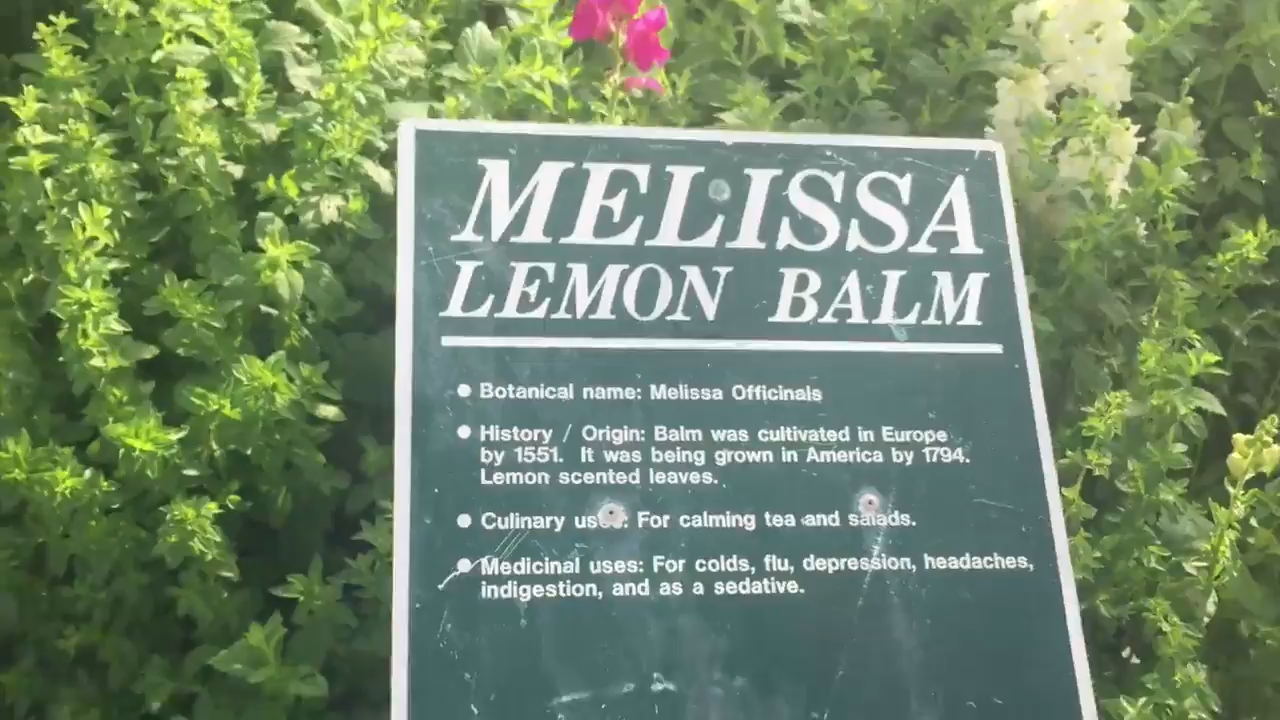 MELISSA
LEMON BALM
Botanical name: Melissa Officinals
History / Origin: Balm was cultivated in Europe
by 1551. It was being grown in America by 1794.
Lemon scented leaves.
Culinary uses: For calming tea and salads.
Medicinal uses: For colds, flu, depression, headaches,
indigestion, and as a sedative.